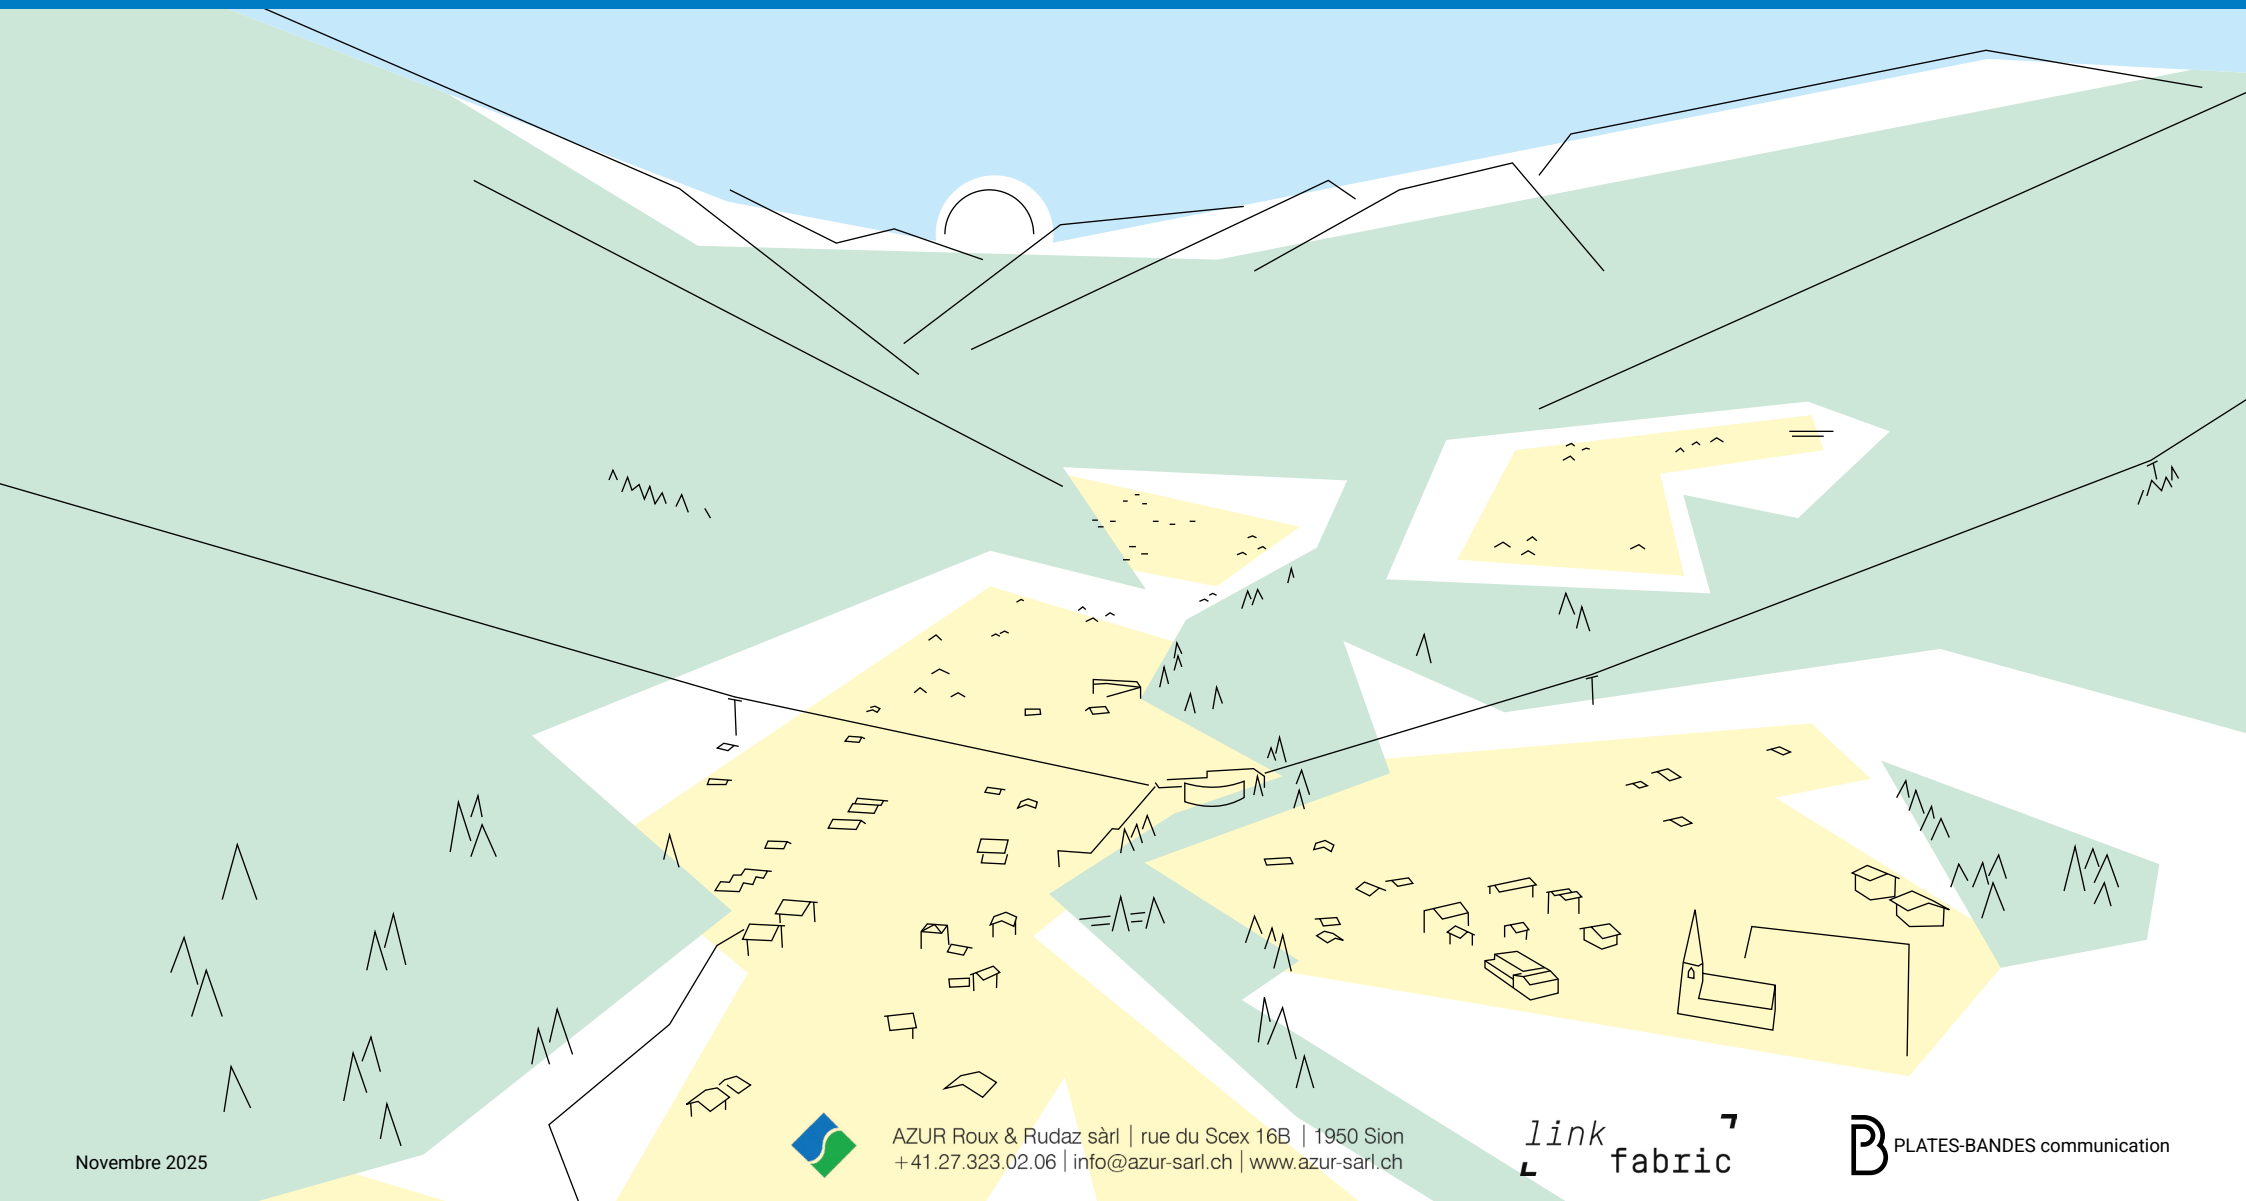 Novembre 2025
AZUR Roux & Rudaz sàrl | rue du Scex 16B | 1950 Sion
+41.27.323.02.06 | info@azur-sarl.ch | www.azur-sarl.ch
link
fabric
PLATES-BANDES communication